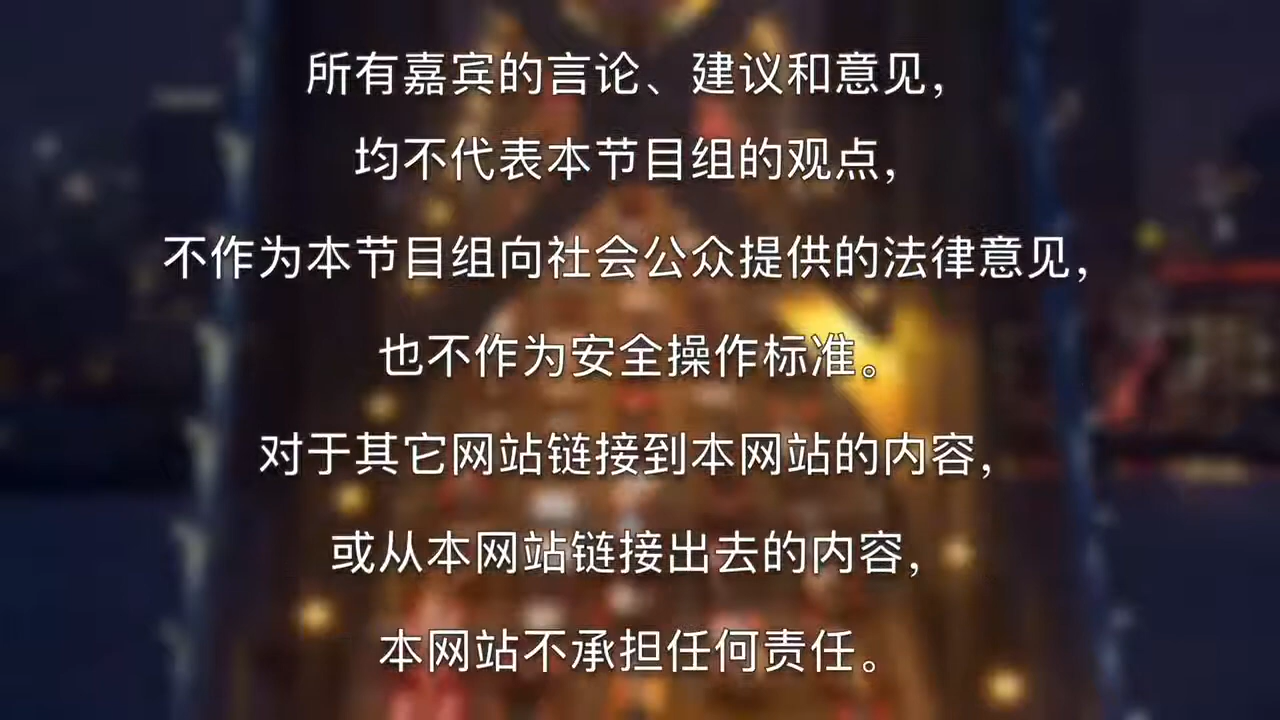 所有嘉宾的言论、建议和意见，
均不代表本节目组的观点，
不作为本节目组向社会公众提供的法律意见，
也不作为安全操作标准。
对于其它网站链接到本网站的内容，
或从本网站链接出去的内容，
本网站不承担任何责任。